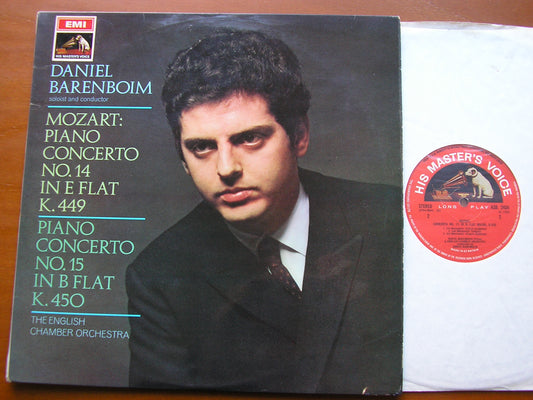 EMI
HIS MASTER'S VOICE
DANIEL
BARENBOIM
soloist and conductor
MOZART:
PIANO
CONCERTO
NO. 14
IN E FLAT
K. 449
PIANO
CONCERTO
NO. 15
IN B FLAT
K. 450
THE ENGLISH
CHAMBER ORCHESTRA
HIS MASTER'S VOICE
LONG PLAY
STEREO